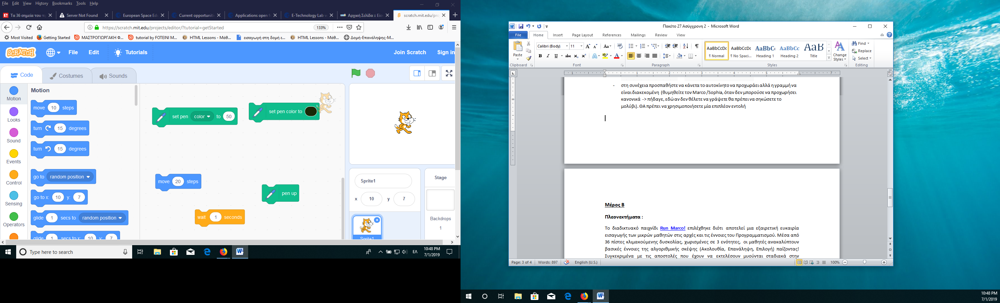 File Edit View History Bookmarks Tools Help
Τα 36 σημεία του
Server Not Found
European Space Ed
Current opportuniti
Applications open f
E-Technology Lab
Αρχική Σελίδα ::
scratch.mit.edu/pro
https://scratch.mit.edu/projects/editor/?tutorial=getStarted
133%
Most Visited
Getting Started
ΜΑΣΤΡΟΓΙΩΡΓΑΚΗ Φ...
tutorial by FOTEINI M...
HTML Lessons - Μάθ...
εισαγωγή στη δομή ε...
HTML Lessons - Μάθ...
Δομή-Επανάληψης-Μ...
SCRATCH
File
Edit
Tutorials
Join Scratch
Sign in
Code
Costumes
Sounds
Motion
Looks
Sound
Events
Control
Sensing
Operators
Motion
move 10 steps
turn 15 degrees
turn 15 degrees
go to random position
go to x: 10 y: 7
glide 1 secs to random position
glide 1 secs to x: 10 y: 7
set pen color to 50
set pen color to
move 20 steps
pen up
wait 1 seconds
Sprite1
x 10 y 7
Sprite1
Stage
Backdrops
1
Type here to search
ΕΛ
10:48 PM
7/1/2019
Πακέτο 27 Ασύγχρονη 2 - Microsoft Word
File Home Insert Page Layout References Mailings Review View
Paste
Clipboard
Calibri (Body) 11
Font
Paragraph
AaBbCcDc AaBbCcDc AaBbC AaBbCc AaB
¶ Normal ¶ No Spaci... Heading 1 Heading 2 Title
Change Styles
Styles
Find
Replace
Select
Editing
- στη συνέχεια προσπαθήστε να κάνετα το αυτοκίνητο να προχωράει αλλά η γραμμή να
είναι διακεκομένη (θυμηθείτε τον Marco /Sophia, όταν δεν μπορούσε να προχωρήσει
κανονικά -> πήδαγε, εδώ αν δεν θέλετε να γράψετε θα πρέπει να σηκώσετε το
μολύβι). ΘΑ πρέπει να χρησιμοποιήσετε μία επιπλέον εντολή
Μέρος Β
Πλεονεκτήματα :
Το διαδικτυακό παιχνίδι Run Marco! επιλέχθηκε διότι αποτελεί μια εξαιρετική ευκαιρία
εισαγωγής των μικρών μαθητών στις αρχές και τις έννοιες του Προγραμματισμού. Μέσα από
36 πίστες κλιμακούμενης δυσκολίας, χωρισμένες σε 3 ενότητες, οι μαθητές ανακαλύπτουν
βασικές έννοιες της αλγοριθμικής σκέψης (Ακολουθία, Επανάληψη, Επιλογή) παίζοντας!
Συγκεκριμένα με τις αποστολές που έχουν να εκτελέσουν μυούνται σταδιακά στην
Page: 3 of 4 Words: 897 English (U.S.) 100%
10:48 PM
7/1/2019